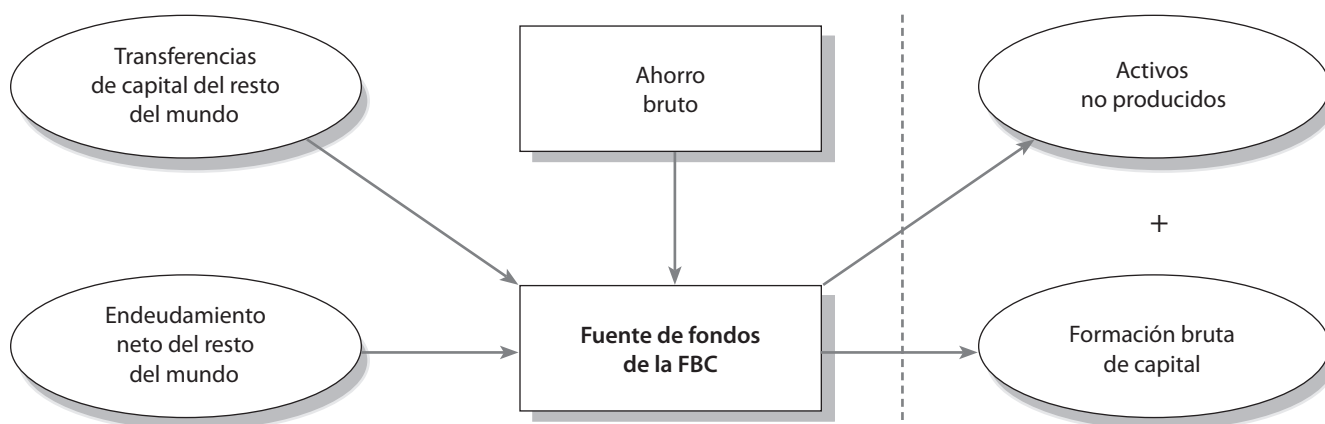 Transferencias
de capital del resto
del mundo
Ahorro
bruto
Activos
no producidos
+
Endeudamiento
neto del resto
del mundo
Fuente de fondos
de la FBC
Formación bruta
de capital